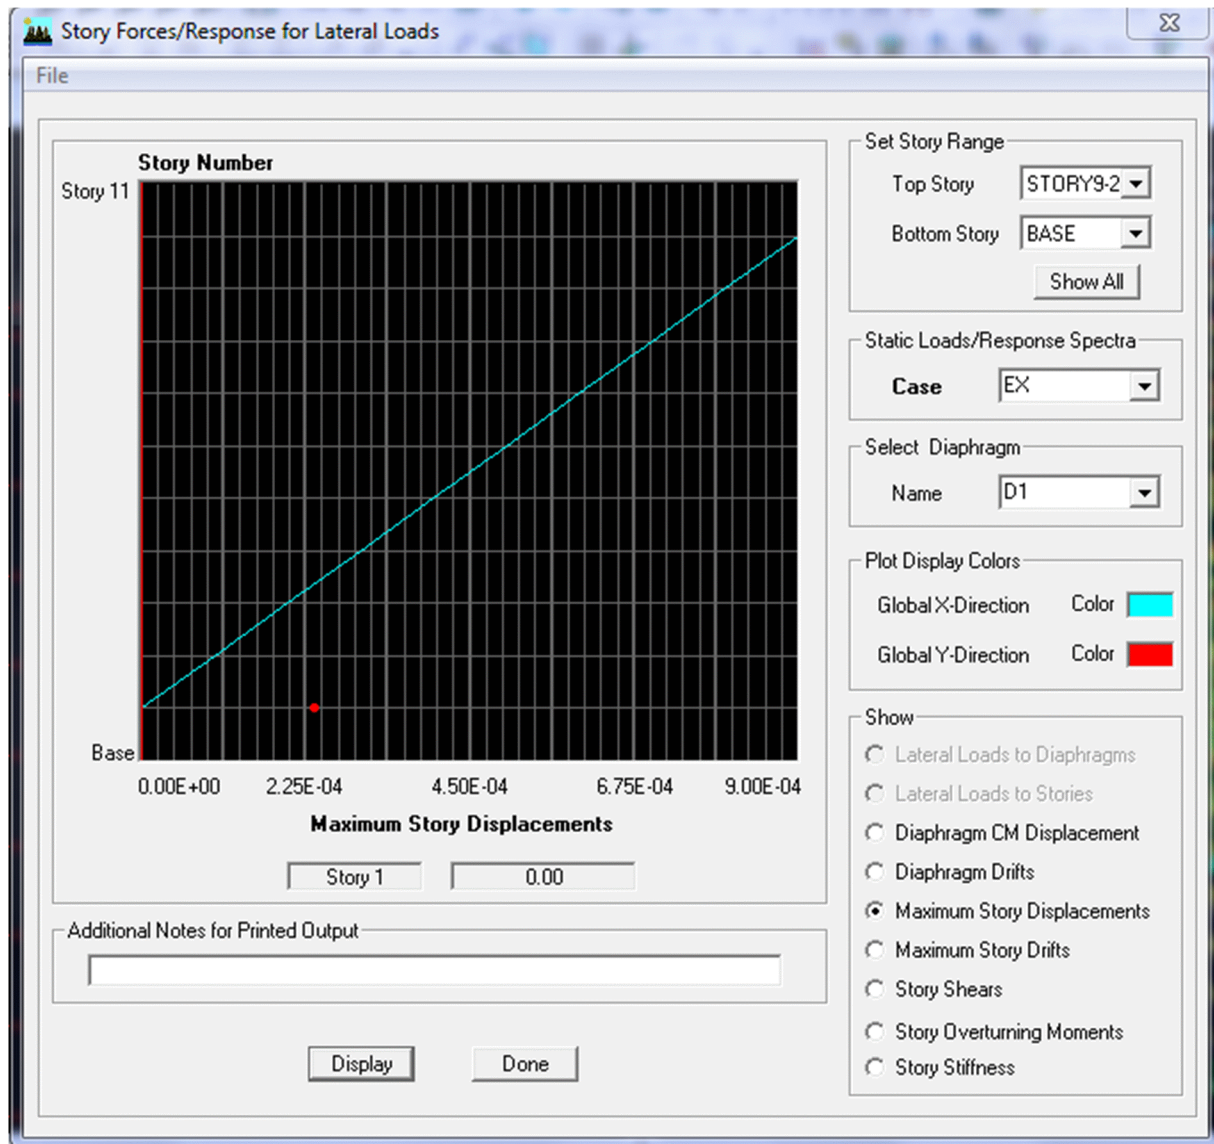 Story Forces/Response for Lateral Loads
File
Story Number
Story 11
Base
0.00E+00 2.25E-04 4.50E-04 6.75E-04 9.00E-04
Maximum Story Displacements
Story 1 0.00
Additional Notes for Printed Output
Display Done
Set Story Range
Top Story STORY9-2
Bottom Story BASE
Show All
Static Loads/Response Spectra
Case EX
Select Diaphragm
Name D1
Plot Display Colors
Global X-Direction Color
Global Y-Direction Color
Show
Lateral Loads to Diaphragms
Lateral Loads to Stories
Diaphragm CM Displacement
Diaphragm Drifts
Maximum Story Displacements
Maximum Story Drifts
Story Shears
Story Overturning Moments
Story Stiffness